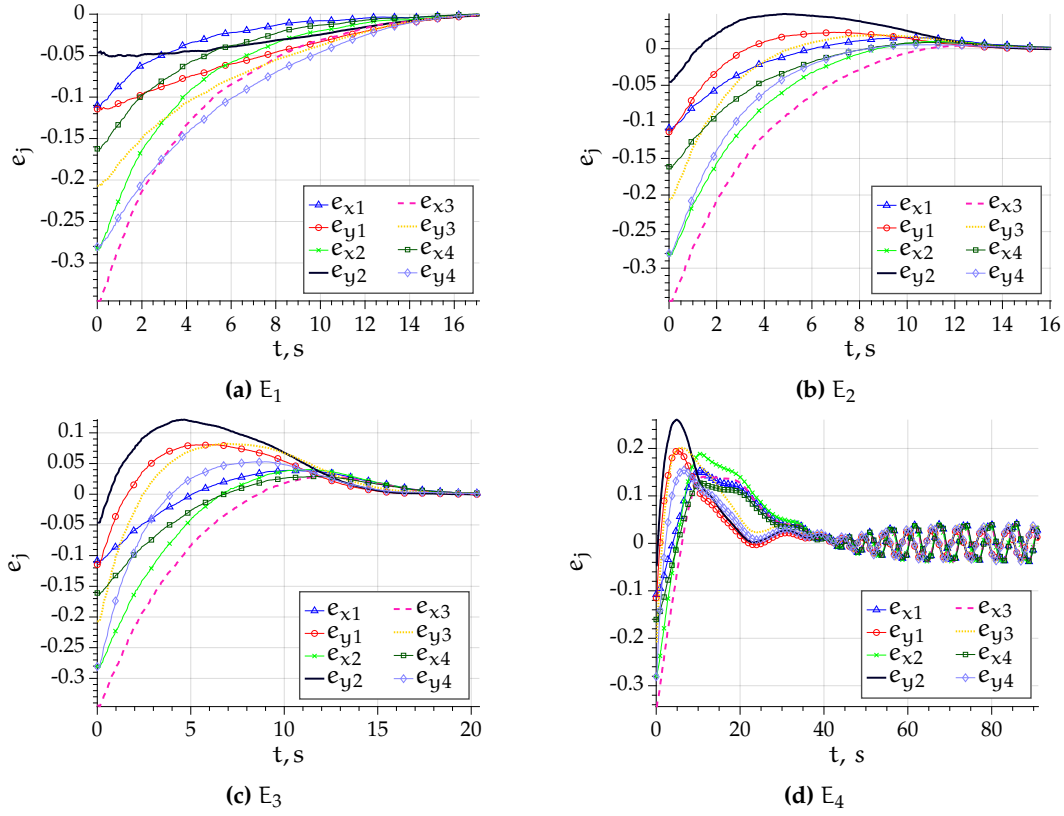 0
-0.05
-0.1
-0.15
-0.2
-0.25
-0.3
e_j
0 2 4 6 8 10 12 14 16
t, s
e_x1 e_x3
e_y1 e_y3
e_x2 e_x4
e_y2 e_y4
(a) E_1
0.05
0
-0.05
-0.1
-0.15
-0.2
-0.25
-0.3
e_j
0 2 4 6 8 10 12 14 16
t, s
e_x1 e_x3
e_y1 e_y3
e_x2 e_x4
e_y2 e_y4
(b) E_2
0.1
0.05
0
-0.05
-0.1
-0.15
-0.2
-0.25
-0.3
e_j
0 5 10 15 20
t, s
e_x1 e_x3
e_y1 e_y3
e_x2 e_x4
e_y2 e_y4
(c) E_3
0.2
0.1
0
-0.1
-0.2
-0.3
e_j
0 20 40 60 80
t, s
e_x1 e_x3
e_y1 e_y3
e_x2 e_x4
e_y2 e_y4
(d) E_4